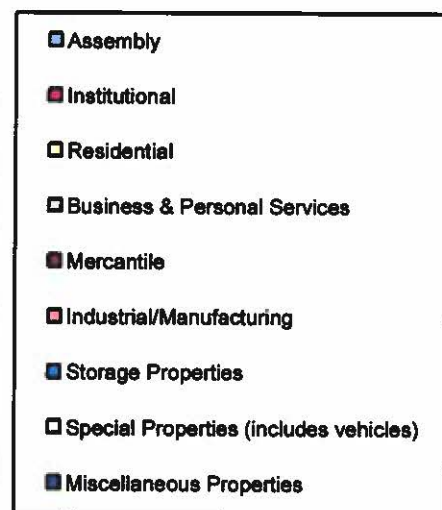 Assembly
Institutional
Residential
Business & Personal Services
Mercantile
Industrial/Manufacturing
Storage Properties
Special Properties (includes vehicles)
Miscellaneous Properties